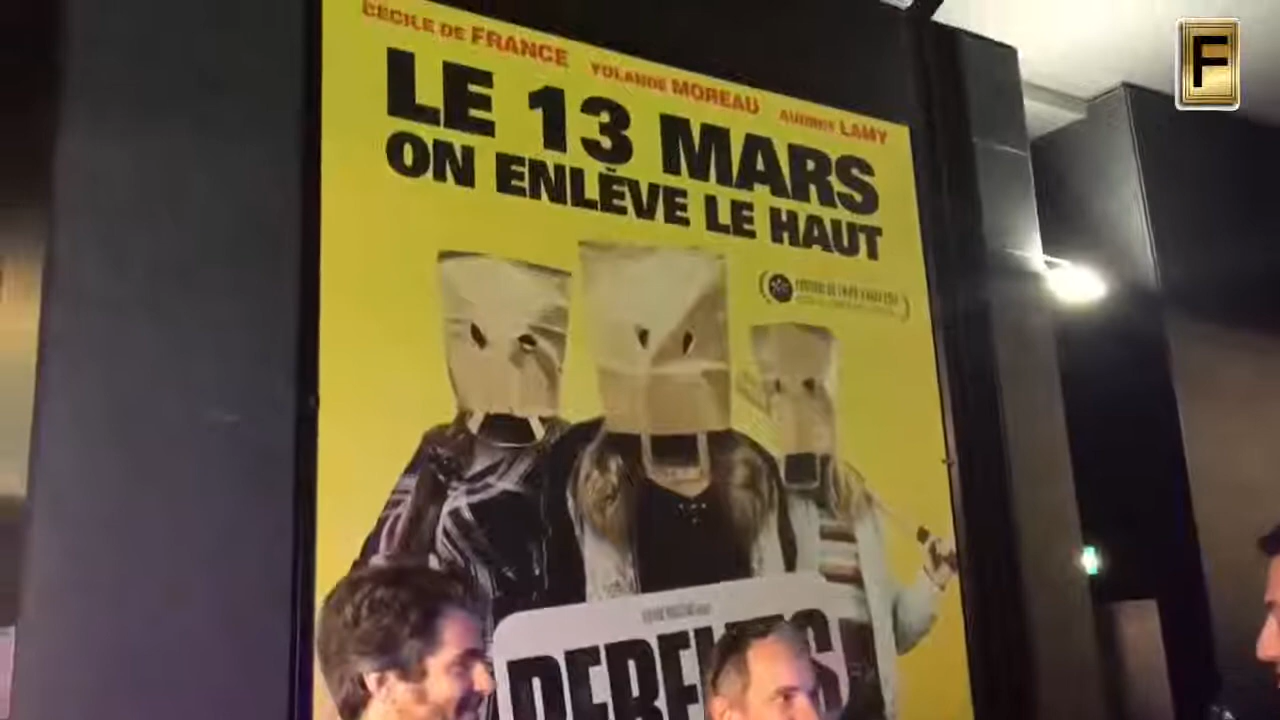 CÉCILE DE FRANCE YOLANDE MOREAU AUDREY LAMY
LE 13 MARS
ON ENLÈVE LE HAUT
F